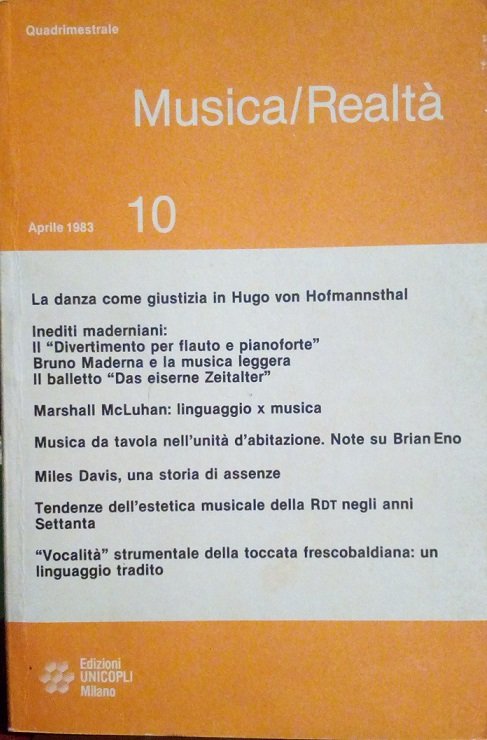 Quadrimestrale
Musica/Realtà
Aprile 1983 10
La danza come giustizia in Hugo von Hofmannsthal
Inediti maderniani:
Il “Divertimento per flauto e pianoforte”
Bruno Maderna e la musica leggera
Il balletto “Das eiserne Zeitalter”
Marshall McLuhan: linguaggio x musica
Musica da tavola nell'unità d'abitazione. Note su Brian Eno
Miles Davis, una storia di assenze
Tendenze dell'estetica musicale della RDT negli anni
Settanta
“Vocalità” strumentale della toccata frescobaldiana: un
linguaggio tradito
Edizioni
UNICOPLI
Milano